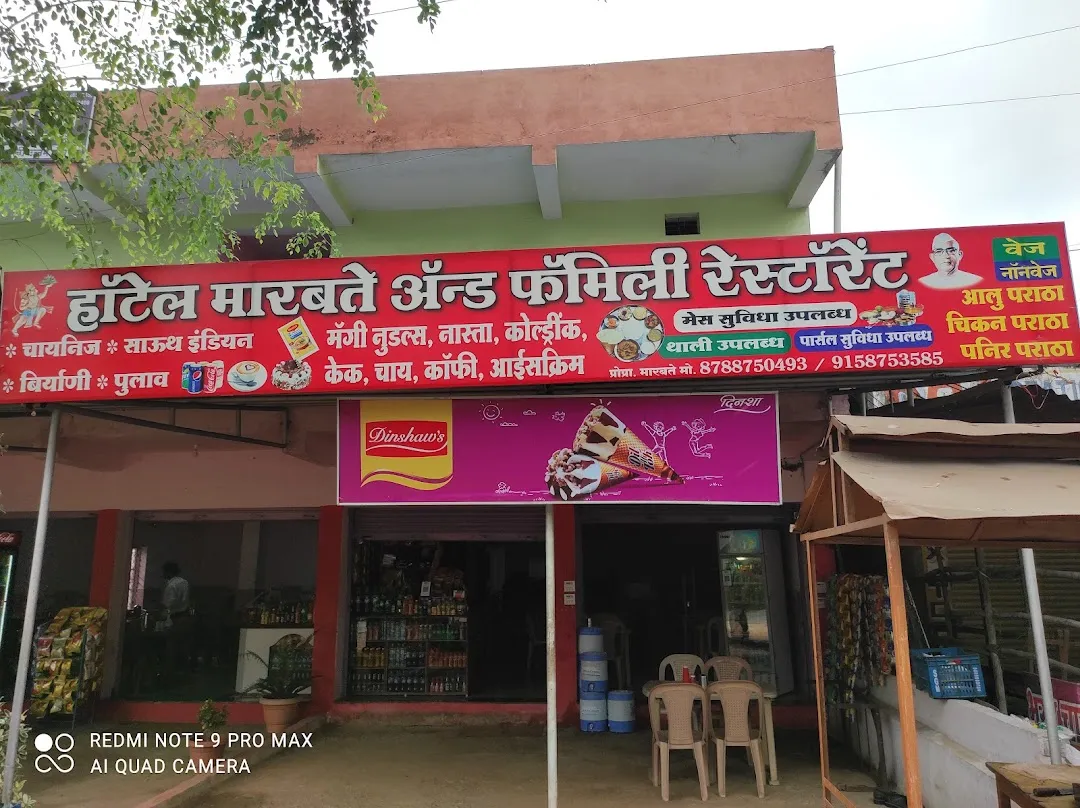 हॉटेल मारबते ॲन्ड फॅमिली रेस्टॉरेंट
* चायनिज * साऊथ इंडियन
* बिर्याणी * पुलाव
मॅगी नुडल्स, नास्ता, कोल्ड्रींक,
केक, चाय, कॉफी, आईसक्रिम
मेस सुविधा उपलब्ध
थाली उपलब्ध
पार्सल सुविधा उपलब्ध
प्रोप्रा. मारबते मो. 8788750493 / 9158753585
वेज
नॉनवेज
आलु पराठा
चिकन पराठा
पनिर पराठा
Dinshaw's
दिनशा
REDMI NOTE 9 PRO MAX
AI QUAD CAMERA